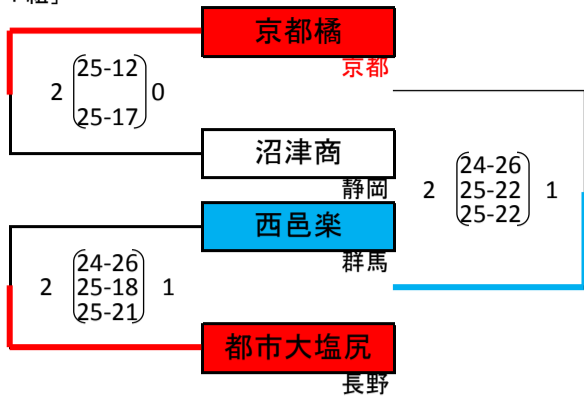 京都橘
京都
2 25-12 0
25-17
沼津商
静岡
2 24-26 1
25-22
25-22
西邑楽
群馬
2 24-26 1
25-18
25-21
都市大塩尻
長野